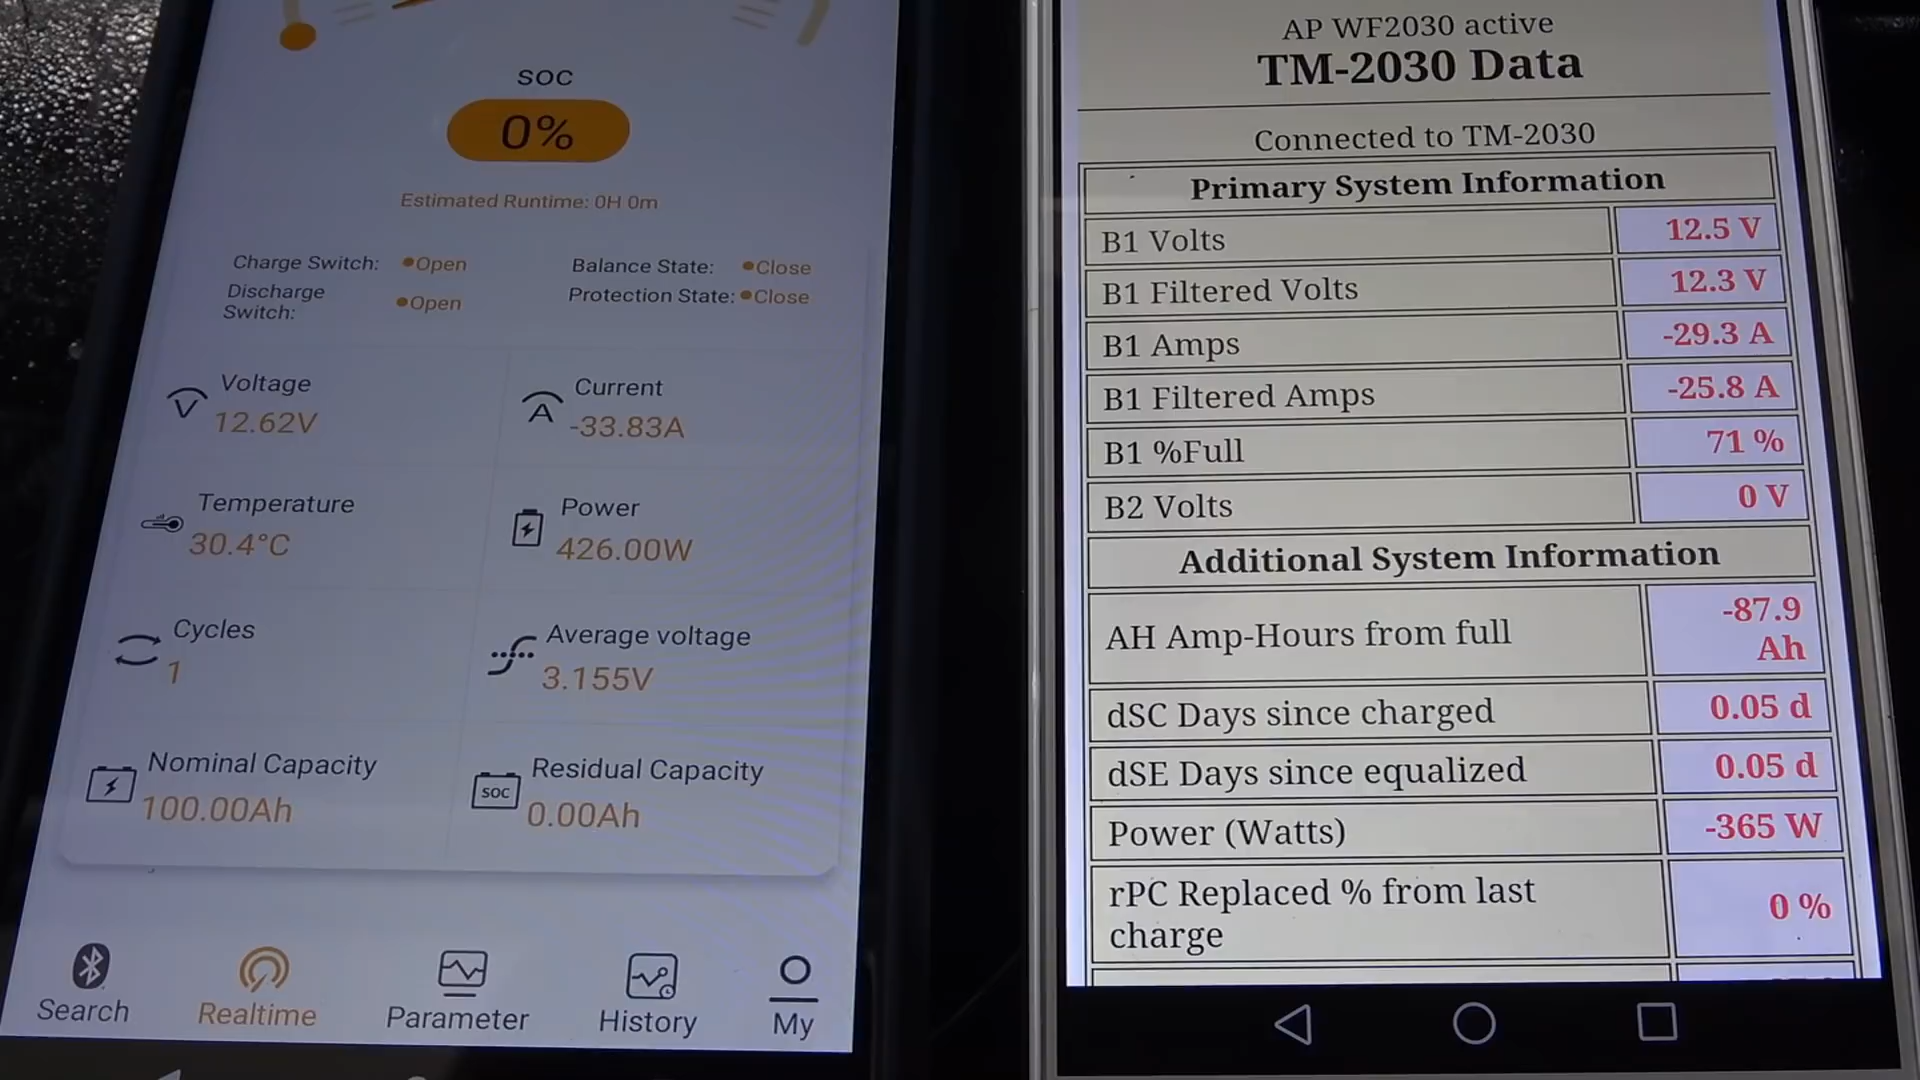 SOC
0%
Estimated Runtime: 0H 0m
Charge Switch: Open
Balance State: Close
Discharge Switch: Open
Protection State: Close
Voltage
12.62V
Current
-33.83A
Temperature
30.4°C
Power
426.00W
Cycles
1
Average voltage
3.155V
Nominal Capacity
100.00Ah
Residual Capacity
SOC
0.00Ah
Search
Realtime
Parameter
History
My
AP WF2030 active
TM-2030 Data
Connected to TM-2030
Primary System Information
B1 Volts 12.5 V
B1 Filtered Volts 12.3 V
B1 Amps -29.3 A
B1 Filtered Amps -25.8 A
B1 %Full 71 %
B2 Volts 0 V
Additional System Information
AH Amp-Hours from full -87.9 Ah
dSC Days since charged 0.05 d
dSE Days since equalized 0.05 d
Power (Watts) -365 W
rPC Replaced % from last
charge 0 %